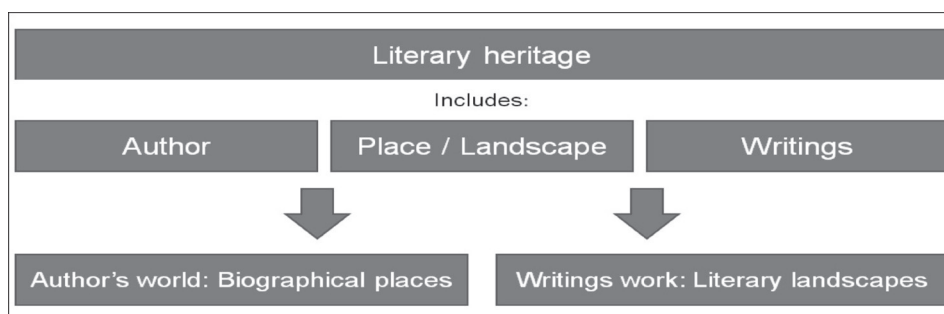 Literary heritage
Includes:
Author
Place / Landscape
Writings
Author's world: Biographical places
Writings work: Literary landscapes